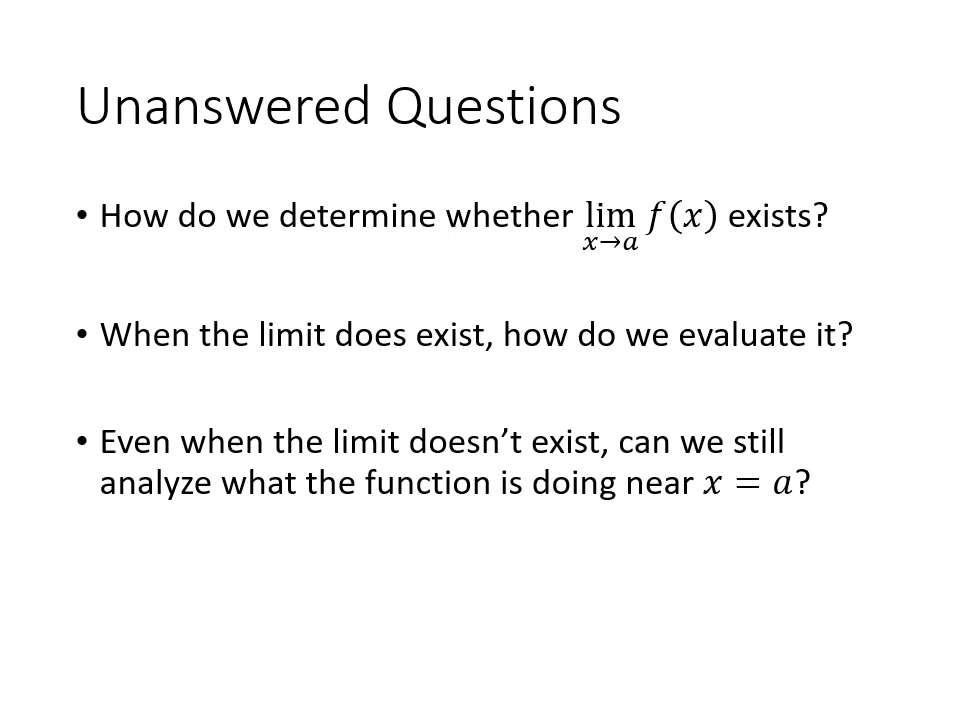 Unanswered Questions
• How do we determine whether lim f(x) exists?
x→a
• When the limit does exist, how do we evaluate it?
• Even when the limit doesn’t exist, can we still
analyze what the function is doing near x = a?